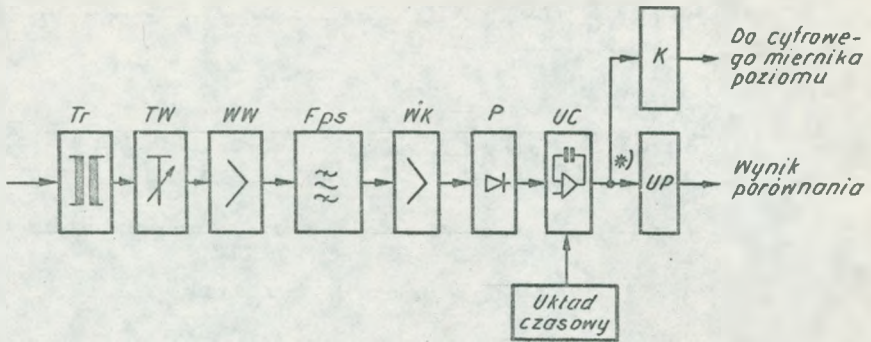 Tr
TW
WW
Fps
WK
P
UC
K
UP
*)
Do cyfrowe-
go miernika
poziomu
Wynik
porównania
Układ
czasowy